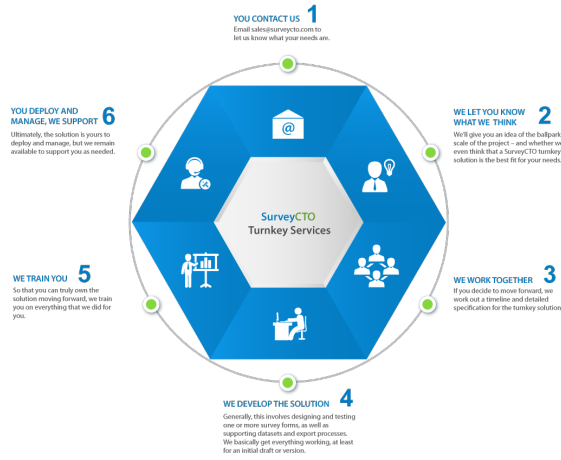 YOU CONTACT US 1
Email sales@surveycto.com to
let us know what your needs are.
WE LET YOU KNOW
WHAT WE THINK 2
We'll give you an idea of the ballpark
scale of the project – and whether we
even think that a SurveyCTO turnkey
solution is the best fit for your needs.
WE WORK TOGETHER 3
If you decide to move forward, we
work out a timeline and detailed
specification for the turnkey solution
WE DEVELOP THE SOLUTION 4
Generally, this involves designing and testing
one or more survey forms, as well as
supporting datasets and export processes.
We basically get everything working, at least
for an initial draft or version.
WE TRAIN YOU 5
So that you can truly own the
solution moving forward, we train
you on everything that we did for
you.
YOU DEPLOY AND
MANAGE, WE SUPPORT 6
Ultimately, the solution is yours to
deploy and manage, but we remain
available to support you as needed.
@
SurveyCTO
Turnkey Services